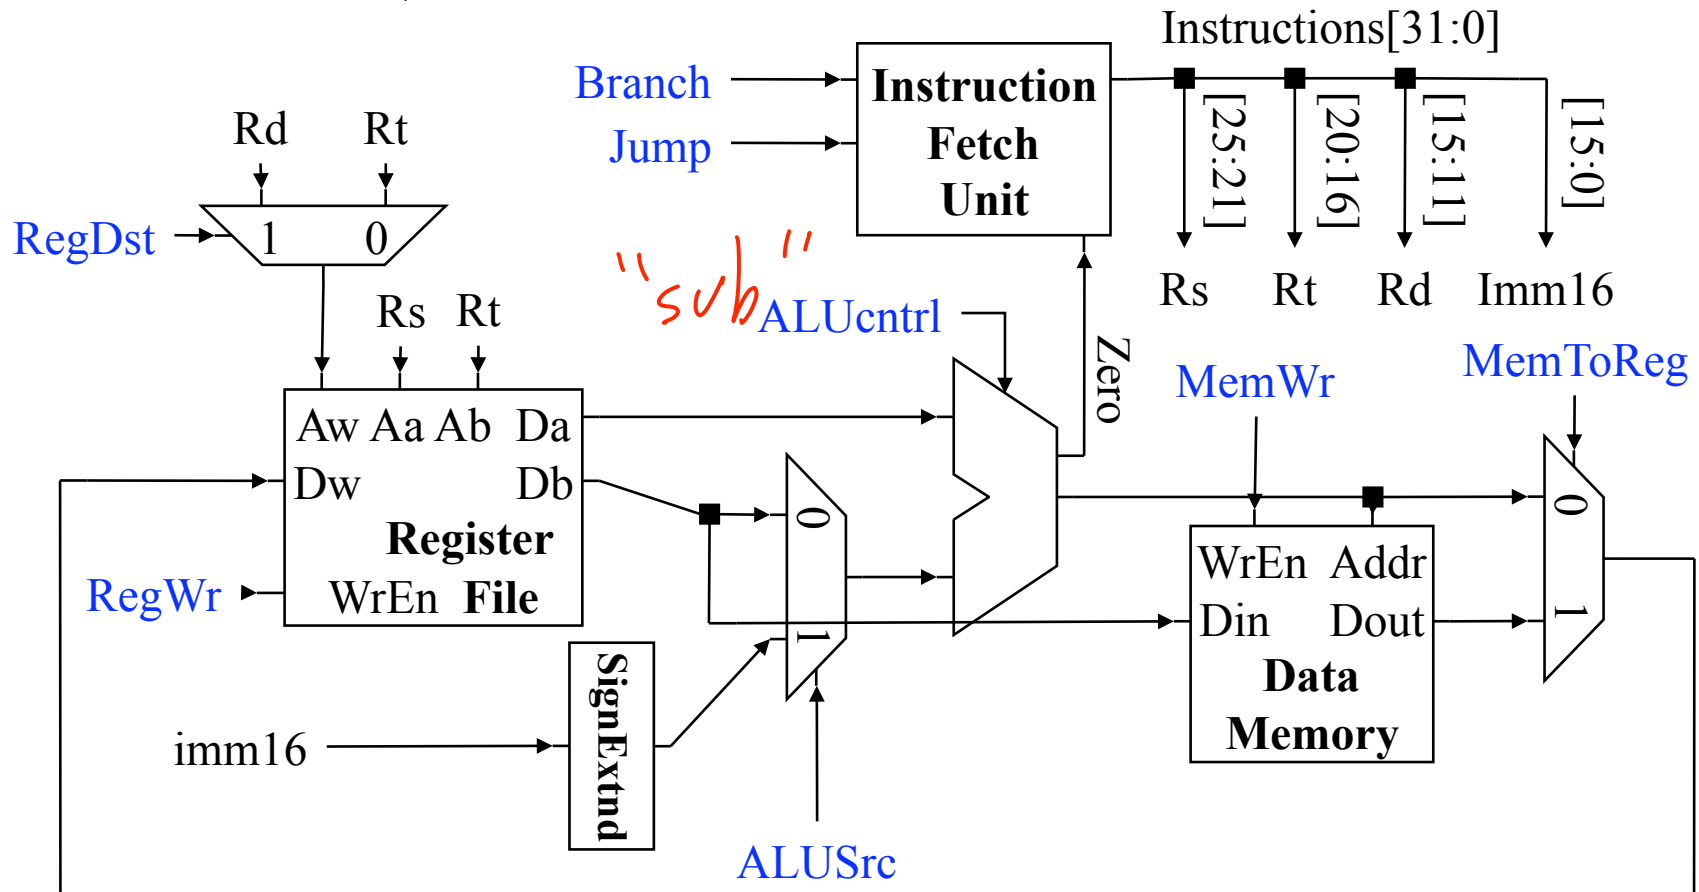 Instructions[31:0]
Branch
Jump
Instruction
Fetch
Unit
[25:21]
[20:16]
[15:11]
[15:0]
Rs
Rt
Rd
Imm16
Rd
Rt
RegDst
1
0
"sub"
ALUcntrl
Zero
MemWr
MemToReg
Rs
Rt
Aw Aa Ab Da
Dw
Db
Register
WrEn File
RegWr
0
1
SignExtnd
imm16
ALUSrc
WrEn Addr
Din Dout
Data
Memory
0
1